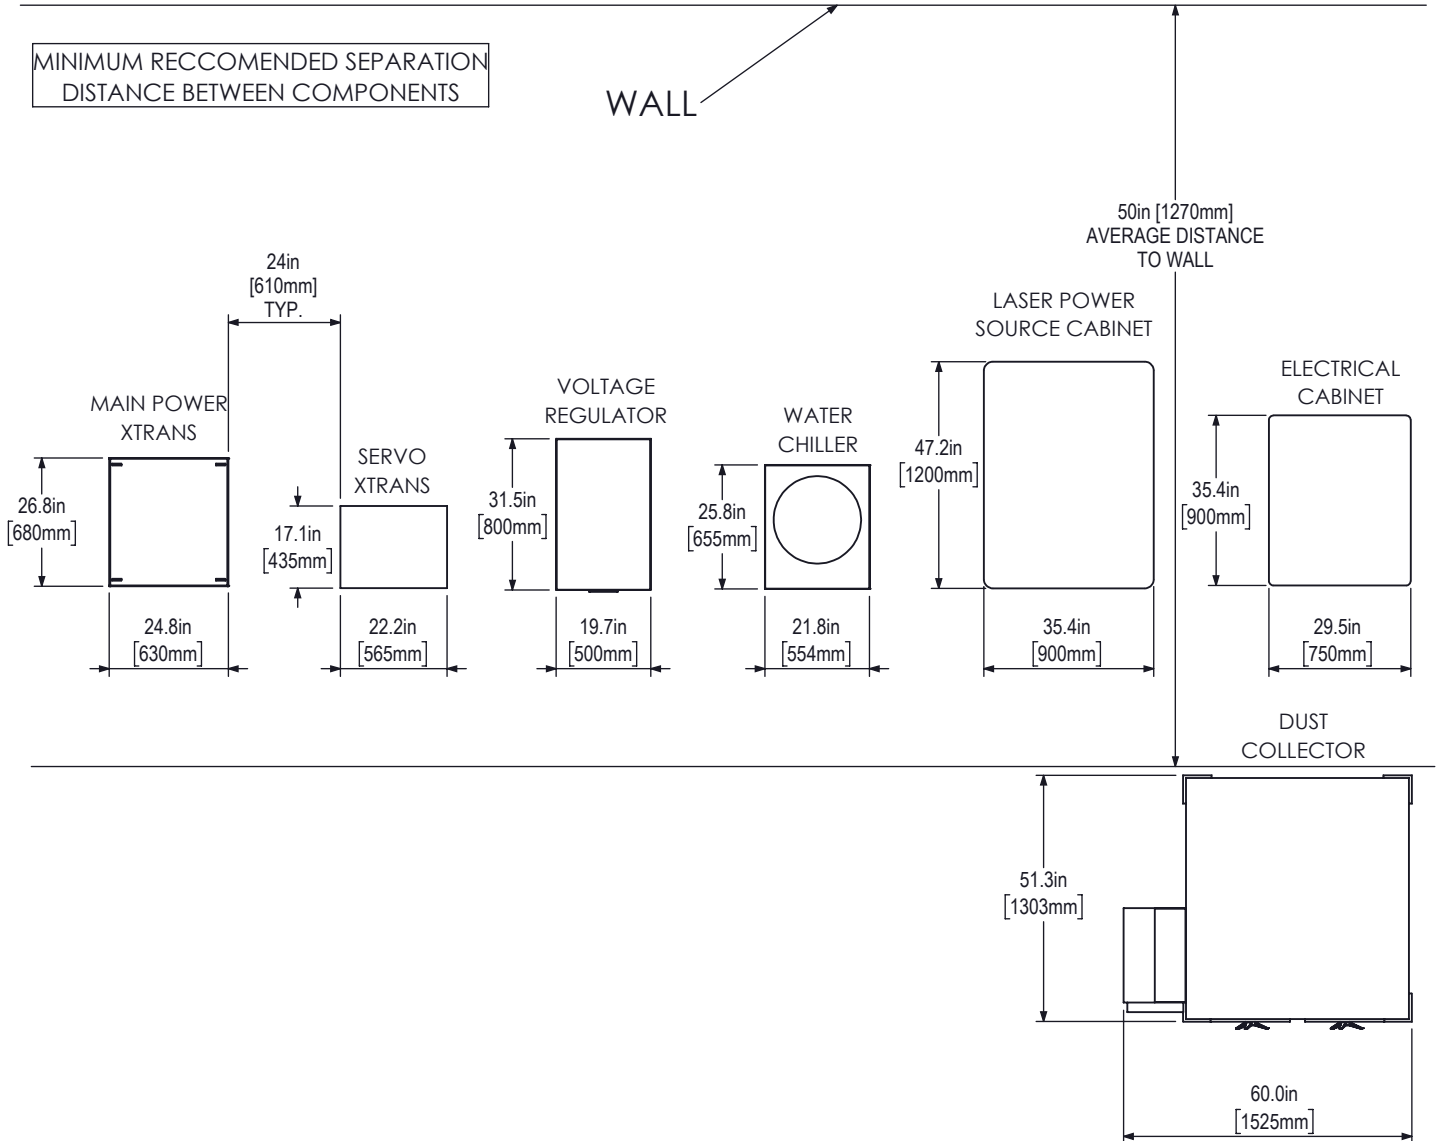 MINIMUM RECCOMENDED SEPARATION
DISTANCE BETWEEN COMPONENTS
WALL
50in [1270mm]
AVERAGE DISTANCE
TO WALL
24in
[610mm]
TYP.
MAIN POWER
XTRANS
26.8in
[680mm]
24.8in
[630mm]
SERVO
XTRANS
17.1in
[435mm]
22.2in
[565mm]
VOLTAGE
REGULATOR
31.5in
[800mm]
19.7in
[500mm]
WATER
CHILLER
25.8in
[655mm]
21.8in
[554mm]
LASER POWER
SOURCE CABINET
47.2in
[1200mm]
35.4in
[900mm]
ELECTRICAL
CABINET
35.4in
[900mm]
29.5in
[750mm]
DUST
COLLECTOR
51.3in
[1303mm]
60.0in
[1525mm]